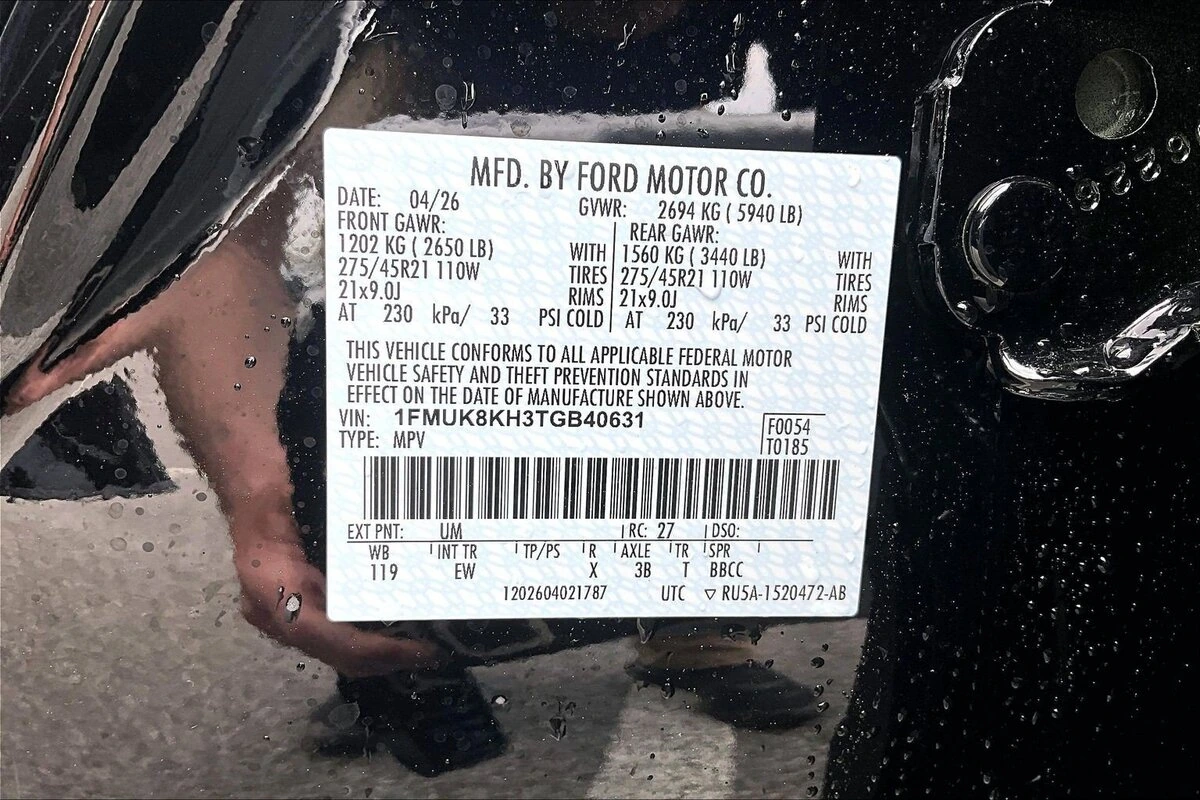 MFD. BY FORD MOTOR CO.
DATE: 04/26 GVWR: 2694 KG ( 5940 LB)
FRONT GAWR: REAR GAWR:
1202 KG ( 2650 LB) WITH 1560 KG ( 3440 LB) WITH
275/45R21 110W TIRES 275/45R21 110W TIRES
21x9.0J RIMS 21x9.0J RIMS
AT 230 kPa/ 33 PSI COLD AT 230 kPa/ 33 PSI COLD
THIS VEHICLE CONFORMS TO ALL APPLICABLE FEDERAL MOTOR
VEHICLE SAFETY AND THEFT PREVENTION STANDARDS IN
EFFECT ON THE DATE OF MANUFACTURE SHOWN ABOVE.
VIN: 1FMUK8KH3TGB40631 F0054
TYPE: MPV T0185
EXT PNT: UM RC: 27 DSO:
WB INT TR TP/PS R AXLE TR SPR
119 EW X 3B T BBCC
1202604021787 UTC ▽ RU5A-1520472-AB